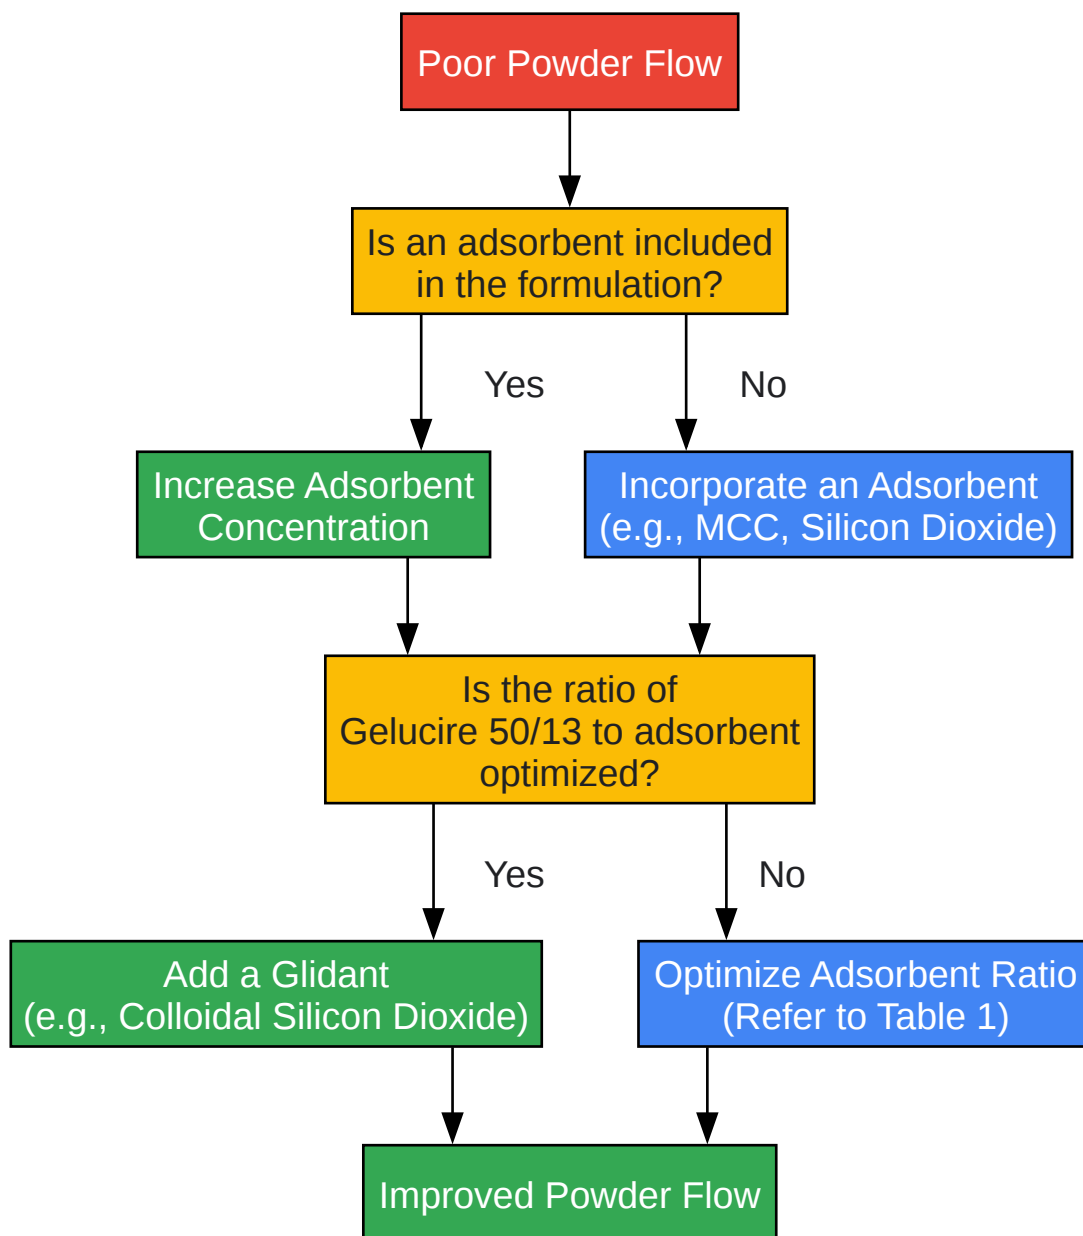 Poor Powder Flow
Is an adsorbent included
in the formulation?
Yes
No
Increase Adsorbent
Concentration
Incorporate an Adsorbent
(e.g., MCC, Silicon Dioxide)
Is the ratio of
Gelucire 50/13 to adsorbent
optimized?
Yes
No
Add a Glidant
(e.g., Colloidal Silicon Dioxide)
Optimize Adsorbent Ratio
(Refer to Table 1)
Improved Powder Flow